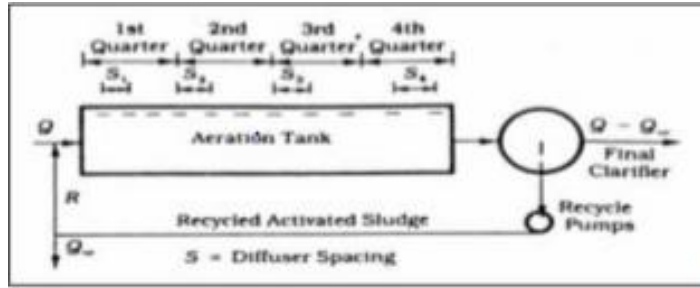 1st 2nd 3rd 4th
Quarter Quarter Quarter Quarter
S₁ S₂ S₃ S₄
Q Aeration Tank Q - Qw
Final
Clarifier
R
Recycled Activated Sludge Recycle
Pumps
Qw S = Diffuser Spacing